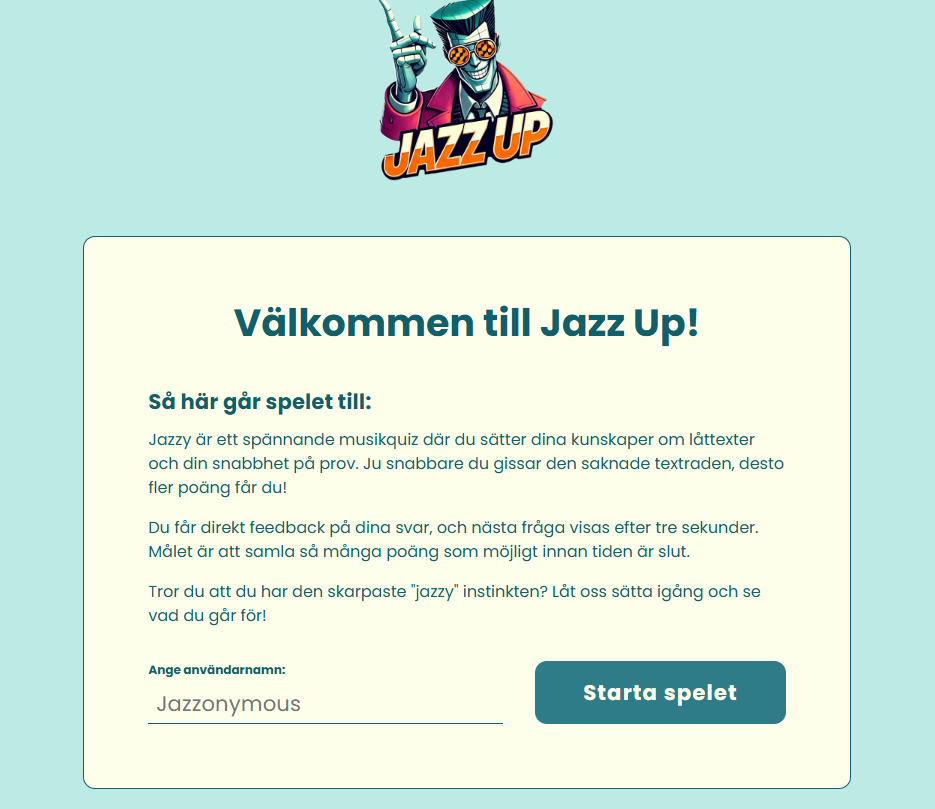 JAZZ UP
Välkommen till Jazz Up!
Så här går spelet till:
Jazzy är ett spännande musikquiz där du sätter dina kunskaper om låttexter
och din snabbhet på prov. Ju snabbare du gissar den saknade textraden, desto
fler poäng får du!
Du får direkt feedback på dina svar, och nästa fråga visas efter tre sekunder.
Målet är att samla så många poäng som möjligt innan tiden är slut.
Tror du att du har den skarpaste "jazzy" instinkten? Låt oss sätta igång och se
vad du går för!
Ange användarnamn:
Jazzonymous
Starta spelet